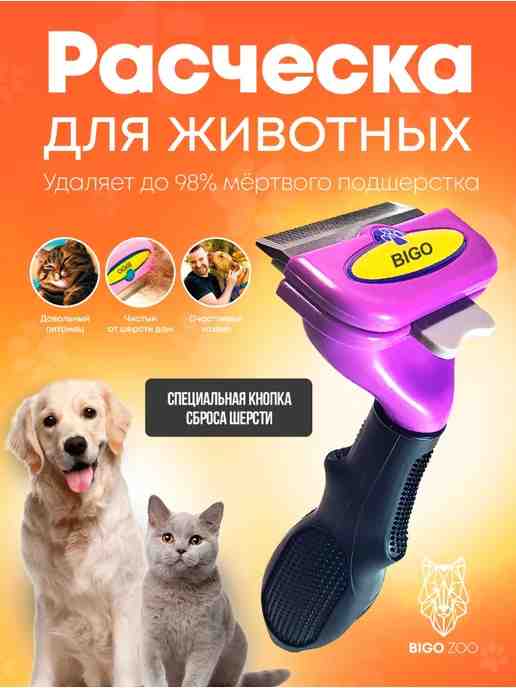 Расческа
для животных
Удаляет до 98% мёртвого подшерстка
BIGO
BIGO
Довольный
питомец
Чистый
от шерсти дом
Счастливый
хозяин
СПЕЦИАЛЬНАЯ КНОПКА
СБРОСА ШЕРСТИ
BIGO ZOO